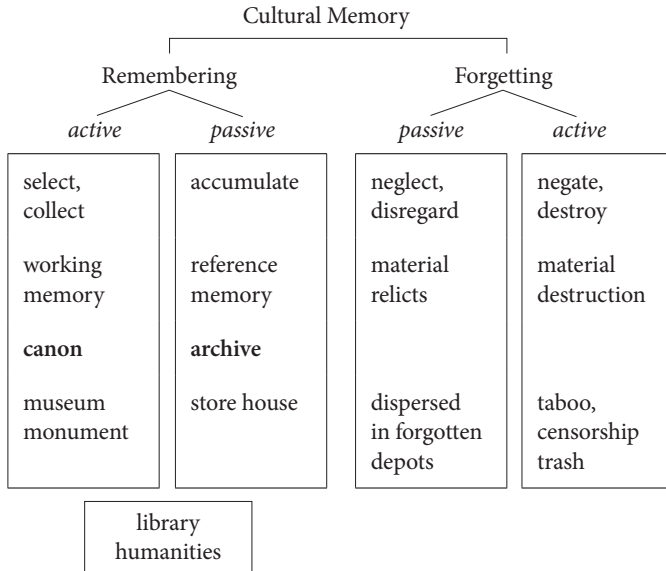 Cultural Memory
Remembering
Forgetting
active
passive
passive
active
select,
collect
working
memory
canon
museum
monument
accumulate
reference
memory
archive
store house
neglect,
disregard
material
relicts
dispersed
in forgotten
depots
negate,
destroy
material
destruction
taboo,
censorship
trash
library
humanities